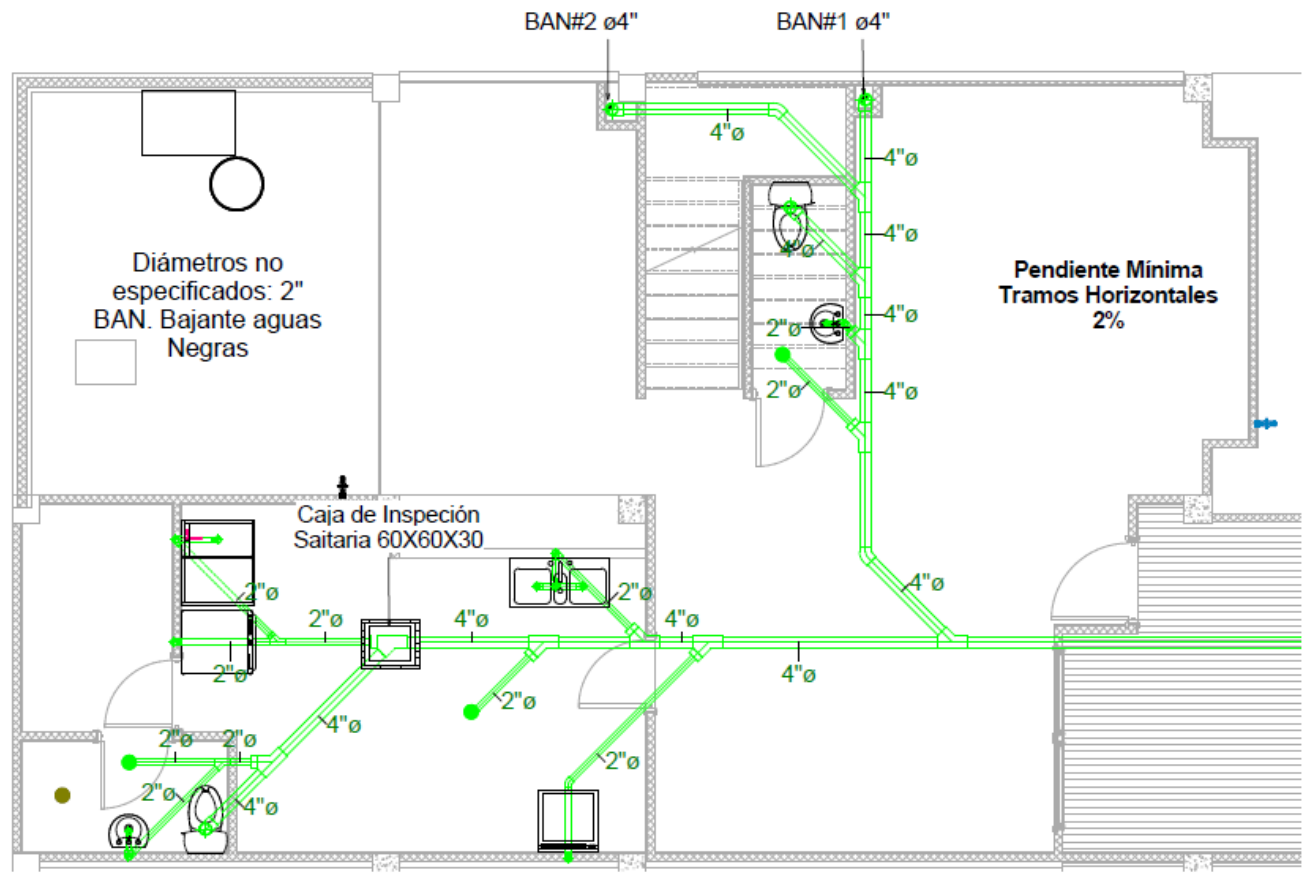 BAN#2 ø4"
BAN#1 ø4"
4"ø
4"ø
4"ø
4"ø
Diámetros no
especificados: 2"
BAN. Bajante aguas
Negras
Pendiente Mínima
Tramos Horizontales
2%
4"ø
2"ø
2"ø
4"ø
Caja de Inspeción
Saitaria 60X60X30
4"ø
2"ø
2"ø
2"ø
4"ø
4"ø
2"ø
4"ø
2"ø
4"ø
2"ø
2"ø
2"ø
2"ø
4"ø